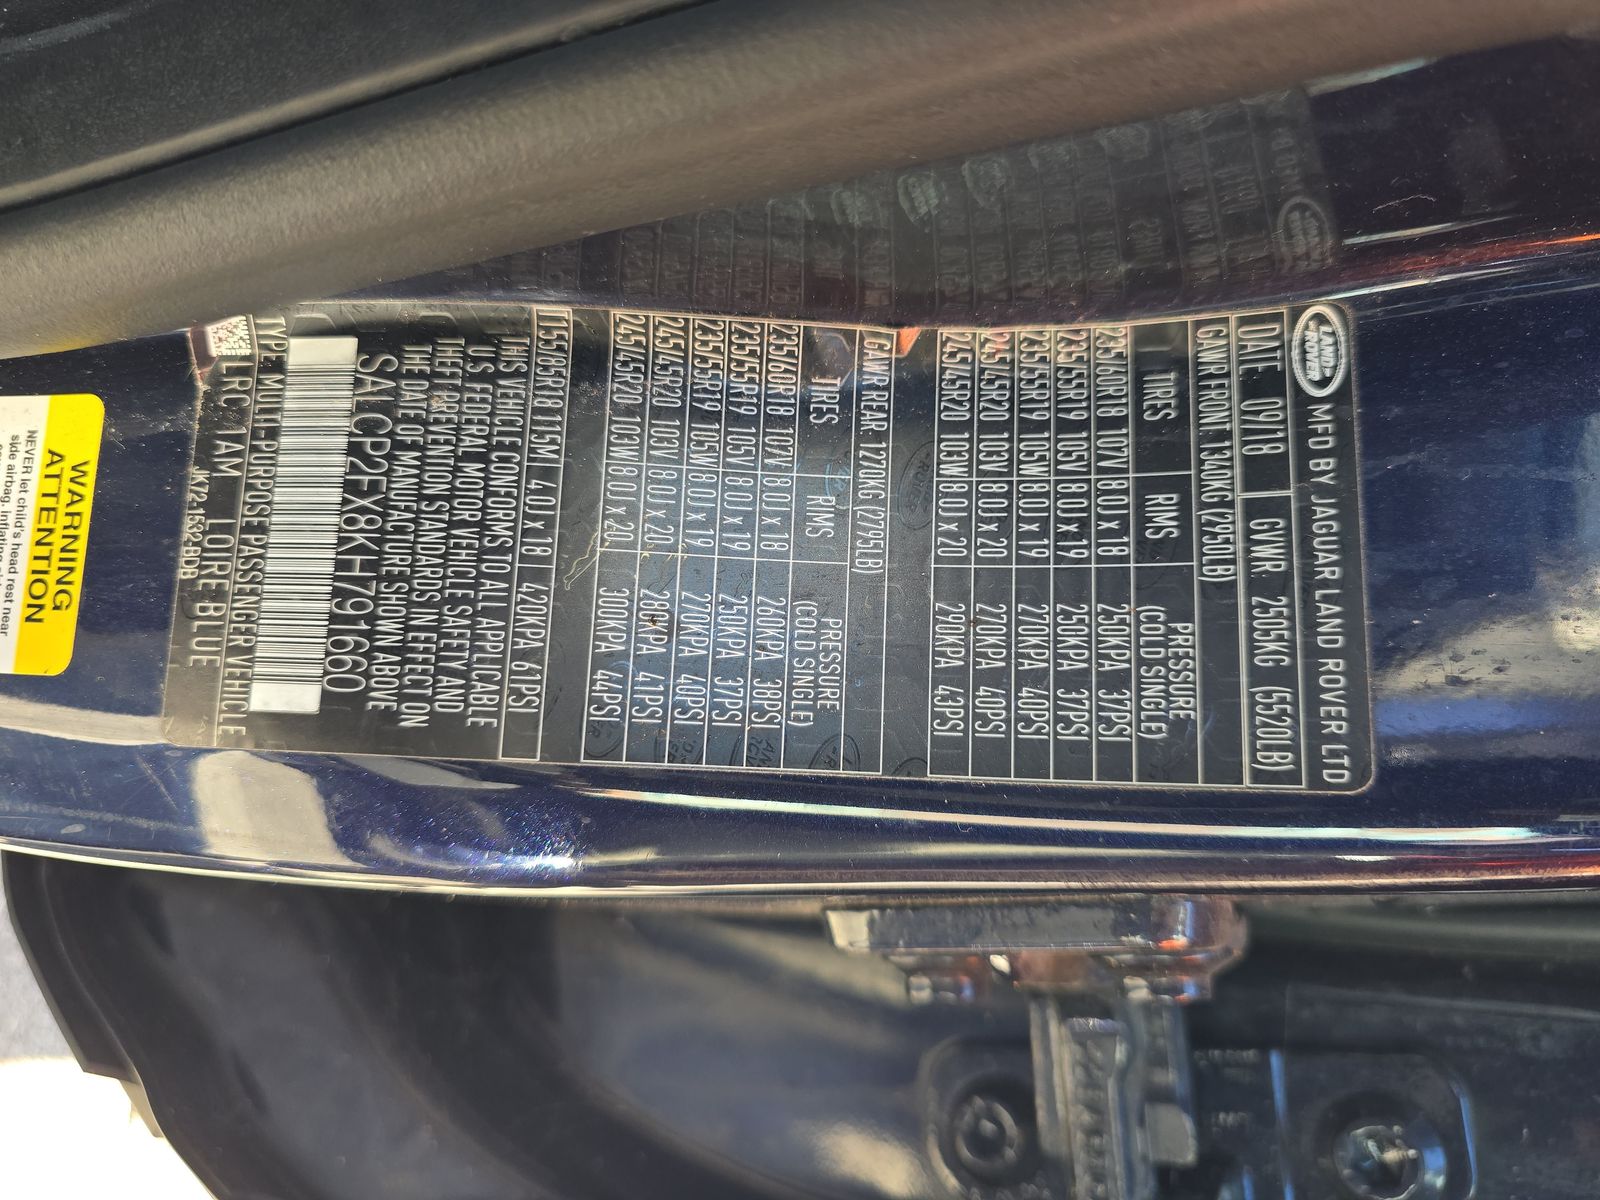 LAND ROVER MFD BY JAGUAR LAND ROVER LTD
DATE 09/18 GVWR: 2505KG (5520LB)
GAWR FRONT: 1340KG (2950LB)
TIRES RIMS PRESSURE (COLD SINGLE)
235/60R18 107V 8.0J x 18 250KPA 37PSI
235/55R19 105V 8.0J x 19 250KPA 37PSI
235/55R19 105W 8.0J x 19 270KPA 40PSI
245/45R20 103V 8.0J x 20 270KPA 40PSI
245/45R20 103W 8.0J x 20 290KPA 43PSI
GAWR REAR: 1270KG (2795LB)
TIRES RIMS PRESSURE (COLD SINGLE)
235/60R18 107V 8.0J x 18 260KPA 38PSI
235/55R19 105V 8.0J x 19 250KPA 37PSI
235/55R19 105W 8.0J x 19 270KPA 40PSI
245/45R20 103V 8.0J x 20 280KPA 41PSI
245/45R20 103W 8.0J x 20 300KPA 44PSI
T155/85R18 115M 4.0J x 18 420KPA 61PSI
THIS VEHICLE CONFORMS TO ALL APPLICABLE
U.S. FEDERAL MOTOR VEHICLE SAFETY AND
THEFT PREVENTION STANDARDS IN EFFECT ON
THE DATE OF MANUFACTURE SHOWN ABOVE
SALCP2FX8KH791660
TYPE: MULTI-PURPOSE PASSENGER VEHICLE
LRC 1AM LOIRE BLUE
JK72-1532-BDB
WARNING
ATTENTION
NEVER let child's head rest near
side airbag. Inflating